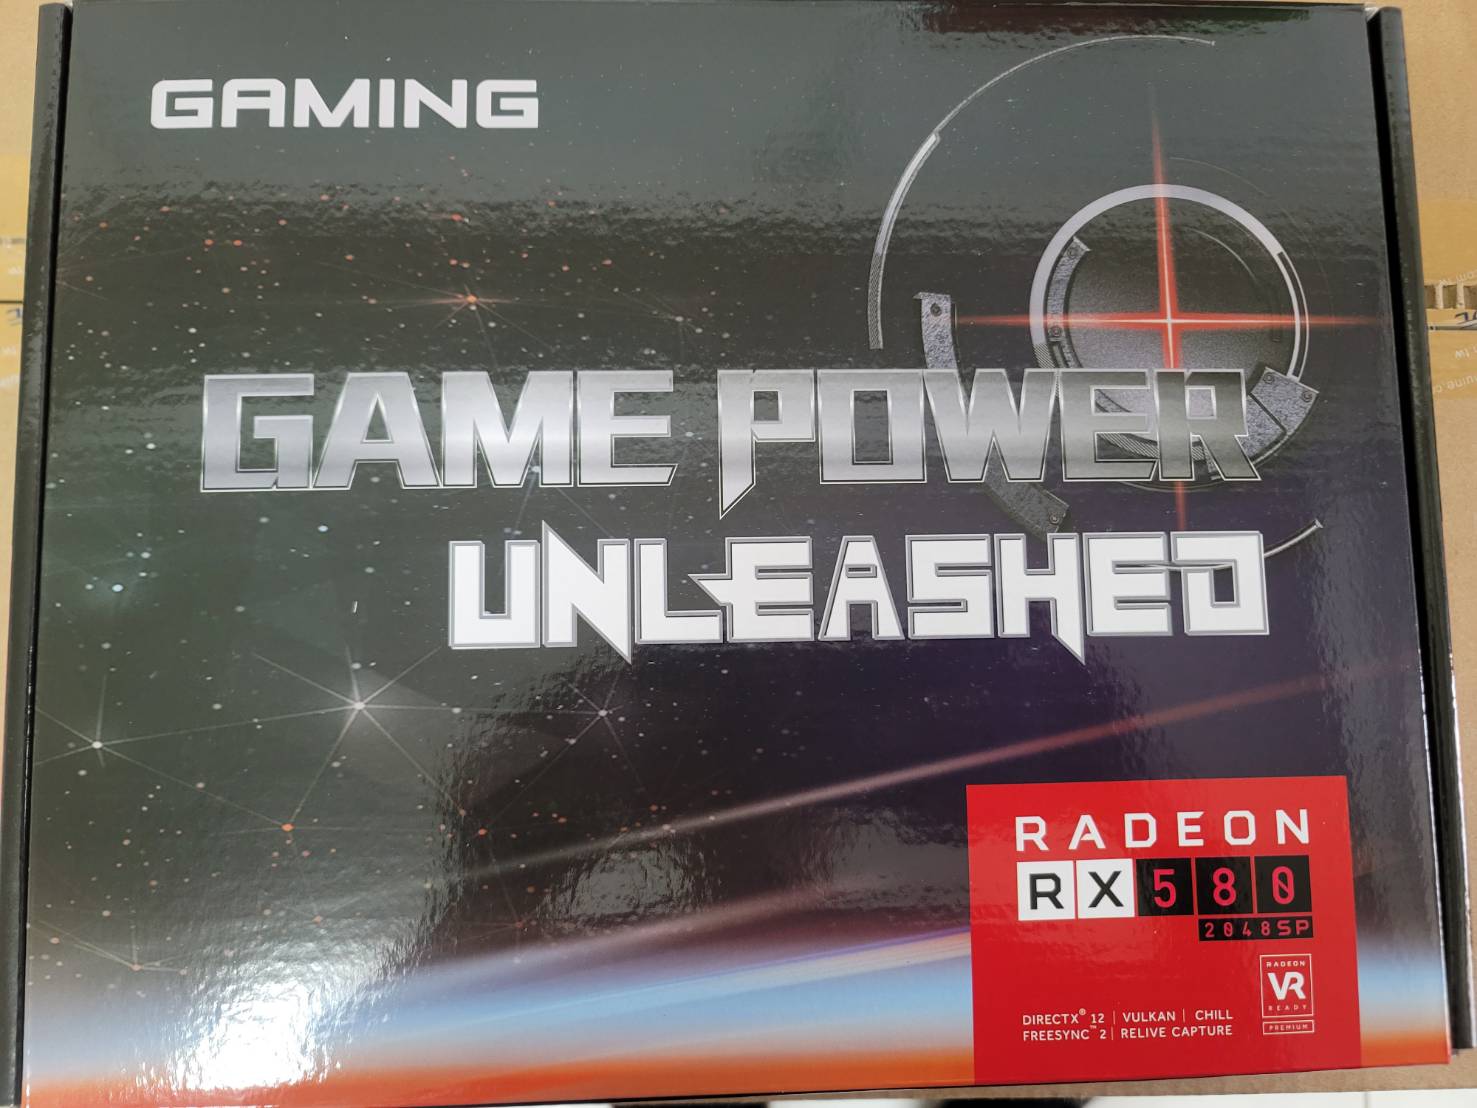 GAMING
GAME POWER
UNLEASHED
RADEON
RX 580
2048SP
RADEON
VR
READY
PREMIUM
DIRECTX® 12 | VULKAN | CHILL
FREESYNC™ 2 | RELIVE CAPTURE